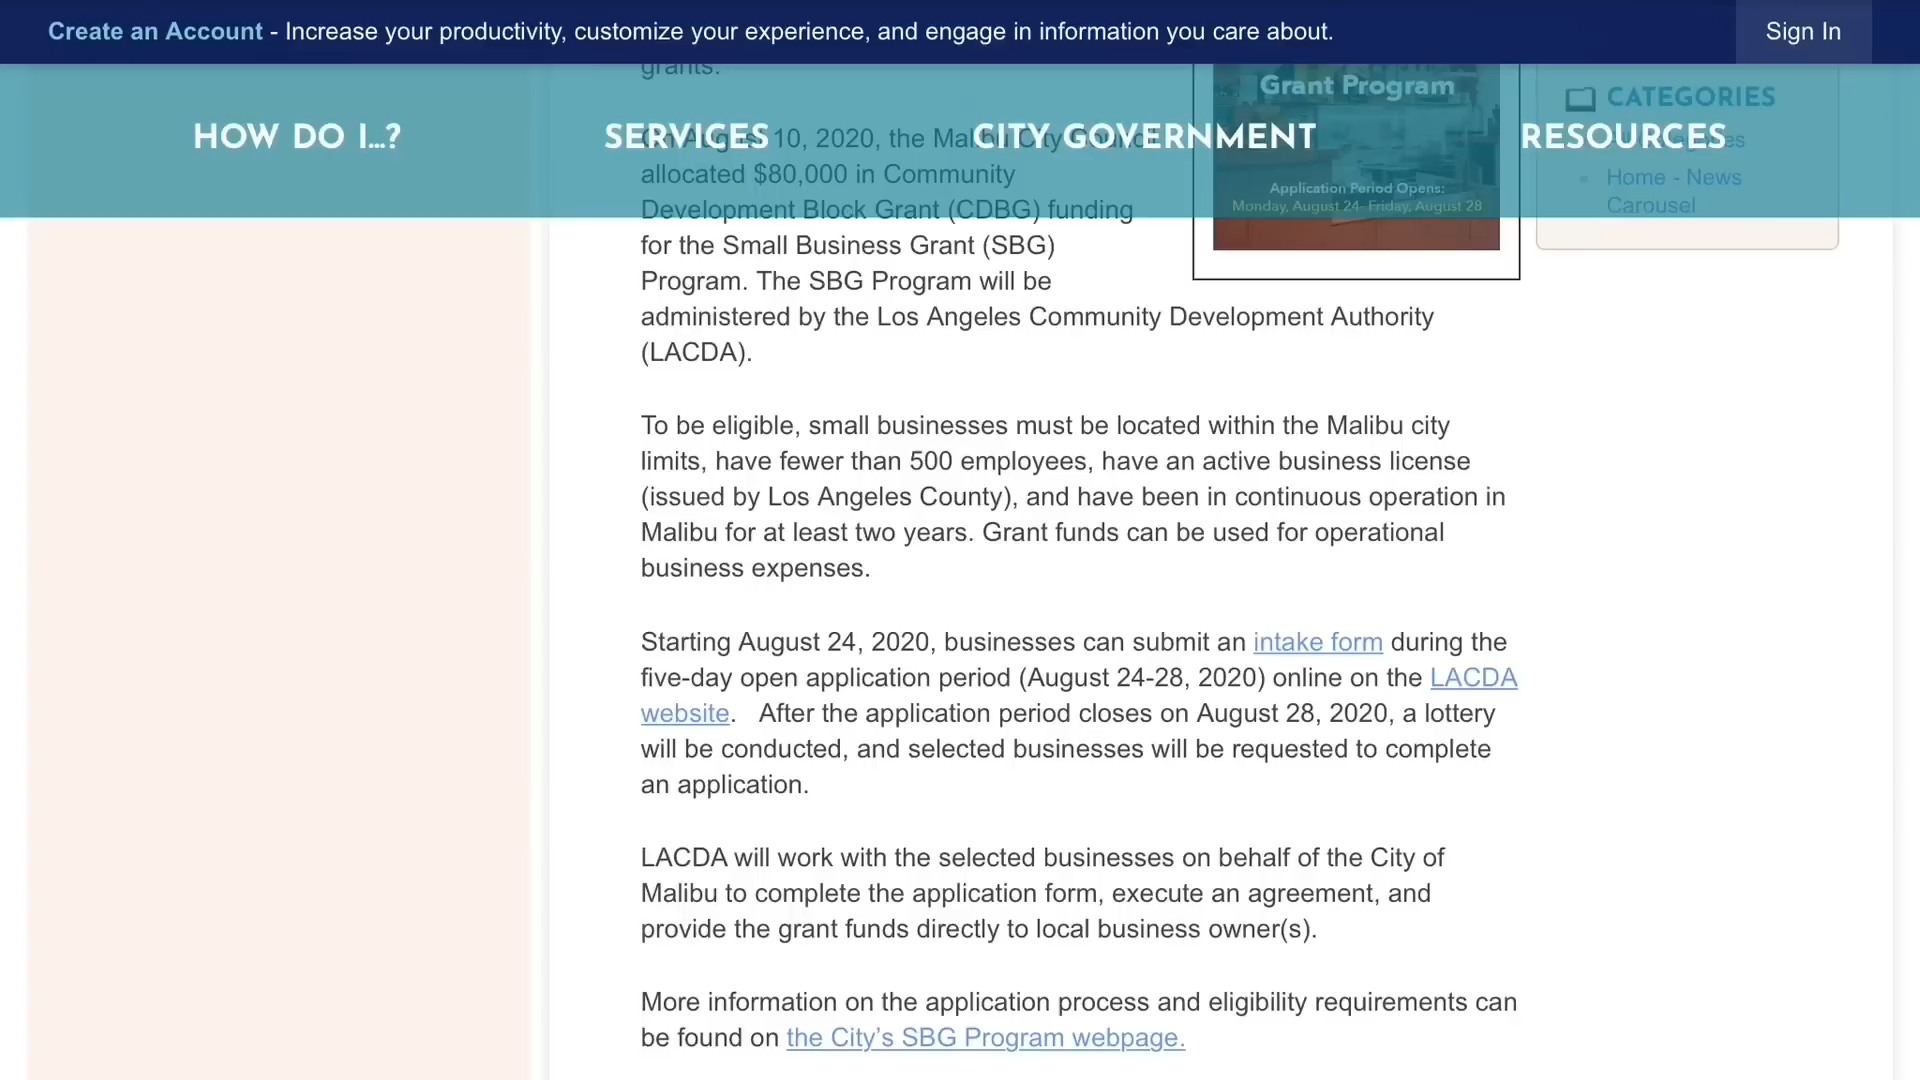 Create an Account - Increase your productivity, customize your experience, and engage in information you care about.
Sign In
grants.
HOW DO I...?
SERVICES
CITY GOVERNMENT
RESOURCES
10, 2020, the Malibu City Council
allocated $80,000 in Community
Development Block Grant (CDBG) funding
for the Small Business Grant (SBG)
Program. The SBG Program will be
administered by the Los Angeles Community Development Authority
(LACDA).
Grant Program
Application Period Opens:
Monday, August 24- Friday, August 28
CATEGORIES
Home - News
Carousel
To be eligible, small businesses must be located within the Malibu city
limits, have fewer than 500 employees, have an active business license
(issued by Los Angeles County), and have been in continuous operation in
Malibu for at least two years. Grant funds can be used for operational
business expenses.
Starting August 24, 2020, businesses can submit an intake form during the
five-day open application period (August 24-28, 2020) online on the LACDA
website. After the application period closes on August 28, 2020, a lottery
will be conducted, and selected businesses will be requested to complete
an application.
LACDA will work with the selected businesses on behalf of the City of
Malibu to complete the application form, execute an agreement, and
provide the grant funds directly to local business owner(s).
More information on the application process and eligibility requirements can
be found on the City’s SBG Program webpage.